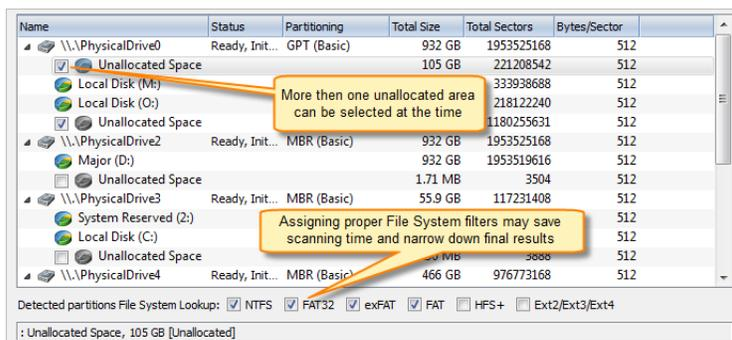 Name Status Partitioning Total Size Total Sectors Bytes/Sector
\\.\PhysicalDrive0 Ready, Init... GPT (Basic) 932 GB 1953525168 512
Unallocated Space 105 GB 221208542 512
Local Disk (M:) 333938688 512
Local Disk (O:) 218122240 512
Unallocated Space 1180255631 512
More then one unallocated area
can be selected at the time
\\.\PhysicalDrive2 Ready, Init... MBR (Basic) 932 GB 1953525168 512
Major (D:) 932 GB 1953519616 512
Unallocated Space 1.71 MB 3504 512
\\.\PhysicalDrive3 Ready, Init... MBR (Basic) 55.9 GB 117231408 512
System Reserved (2:) 512
Local Disk (C:) 512
Unallocated Space MB 3888 512
Assigning proper File System filters may save
scanning time and narrow down final results
\\.\PhysicalDrive4 Ready, Init... MBR (Basic) 466 GB 976773168 512
Detected partitions File System Lookup: NTFS FAT32 exFAT FAT HFS+ Ext2/Ext3/Ext4
: Unallocated Space, 105 GB [Unallocated]